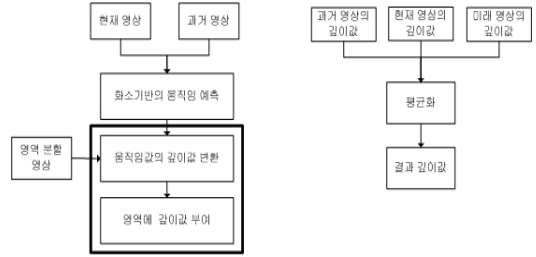 현재 영상
과거 영상
화소기반의 움직임 예측
영역 분할
영상
움직임값의 깊이값 변환
영역에 깊이값 부여
과거 영상의
깊이값
현재 영상의
깊이값
미래 영상의
깊이값
평균화
결과 깊이값